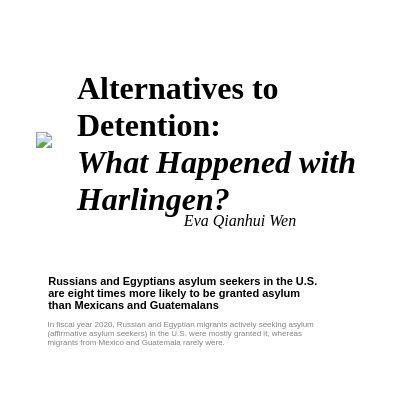 Alternatives to
Detention:
What Happened with
Harlingen?
Eva Qianhui Wen
Russians and Egyptians asylum seekers in the U.S.
are eight times more likely to be granted asylum
than Mexicans and Guatemalans
In fiscal year 2020, Russian and Egyptian migrants actively seeking asylum
(affirmative asylum seekers) in the U.S. were mostly granted it, whereas
migrants from Mexico and Guatemala rarely were.